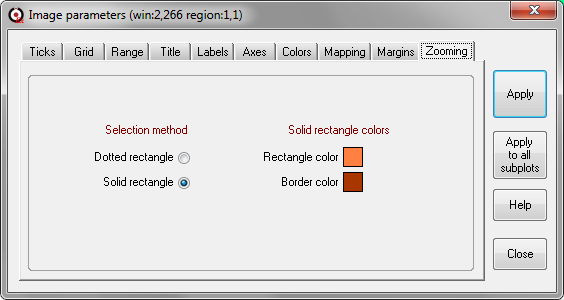 Image parameters (win:2,266 region:1,1)
Ticks Grid Range Title Labels Axes Colors Mapping Margins Zooming
Selection method
Dotted rectangle
Solid rectangle
Solid rectangle colors
Rectangle color
Border color
Apply
Apply
to all
subplots
Help
Close